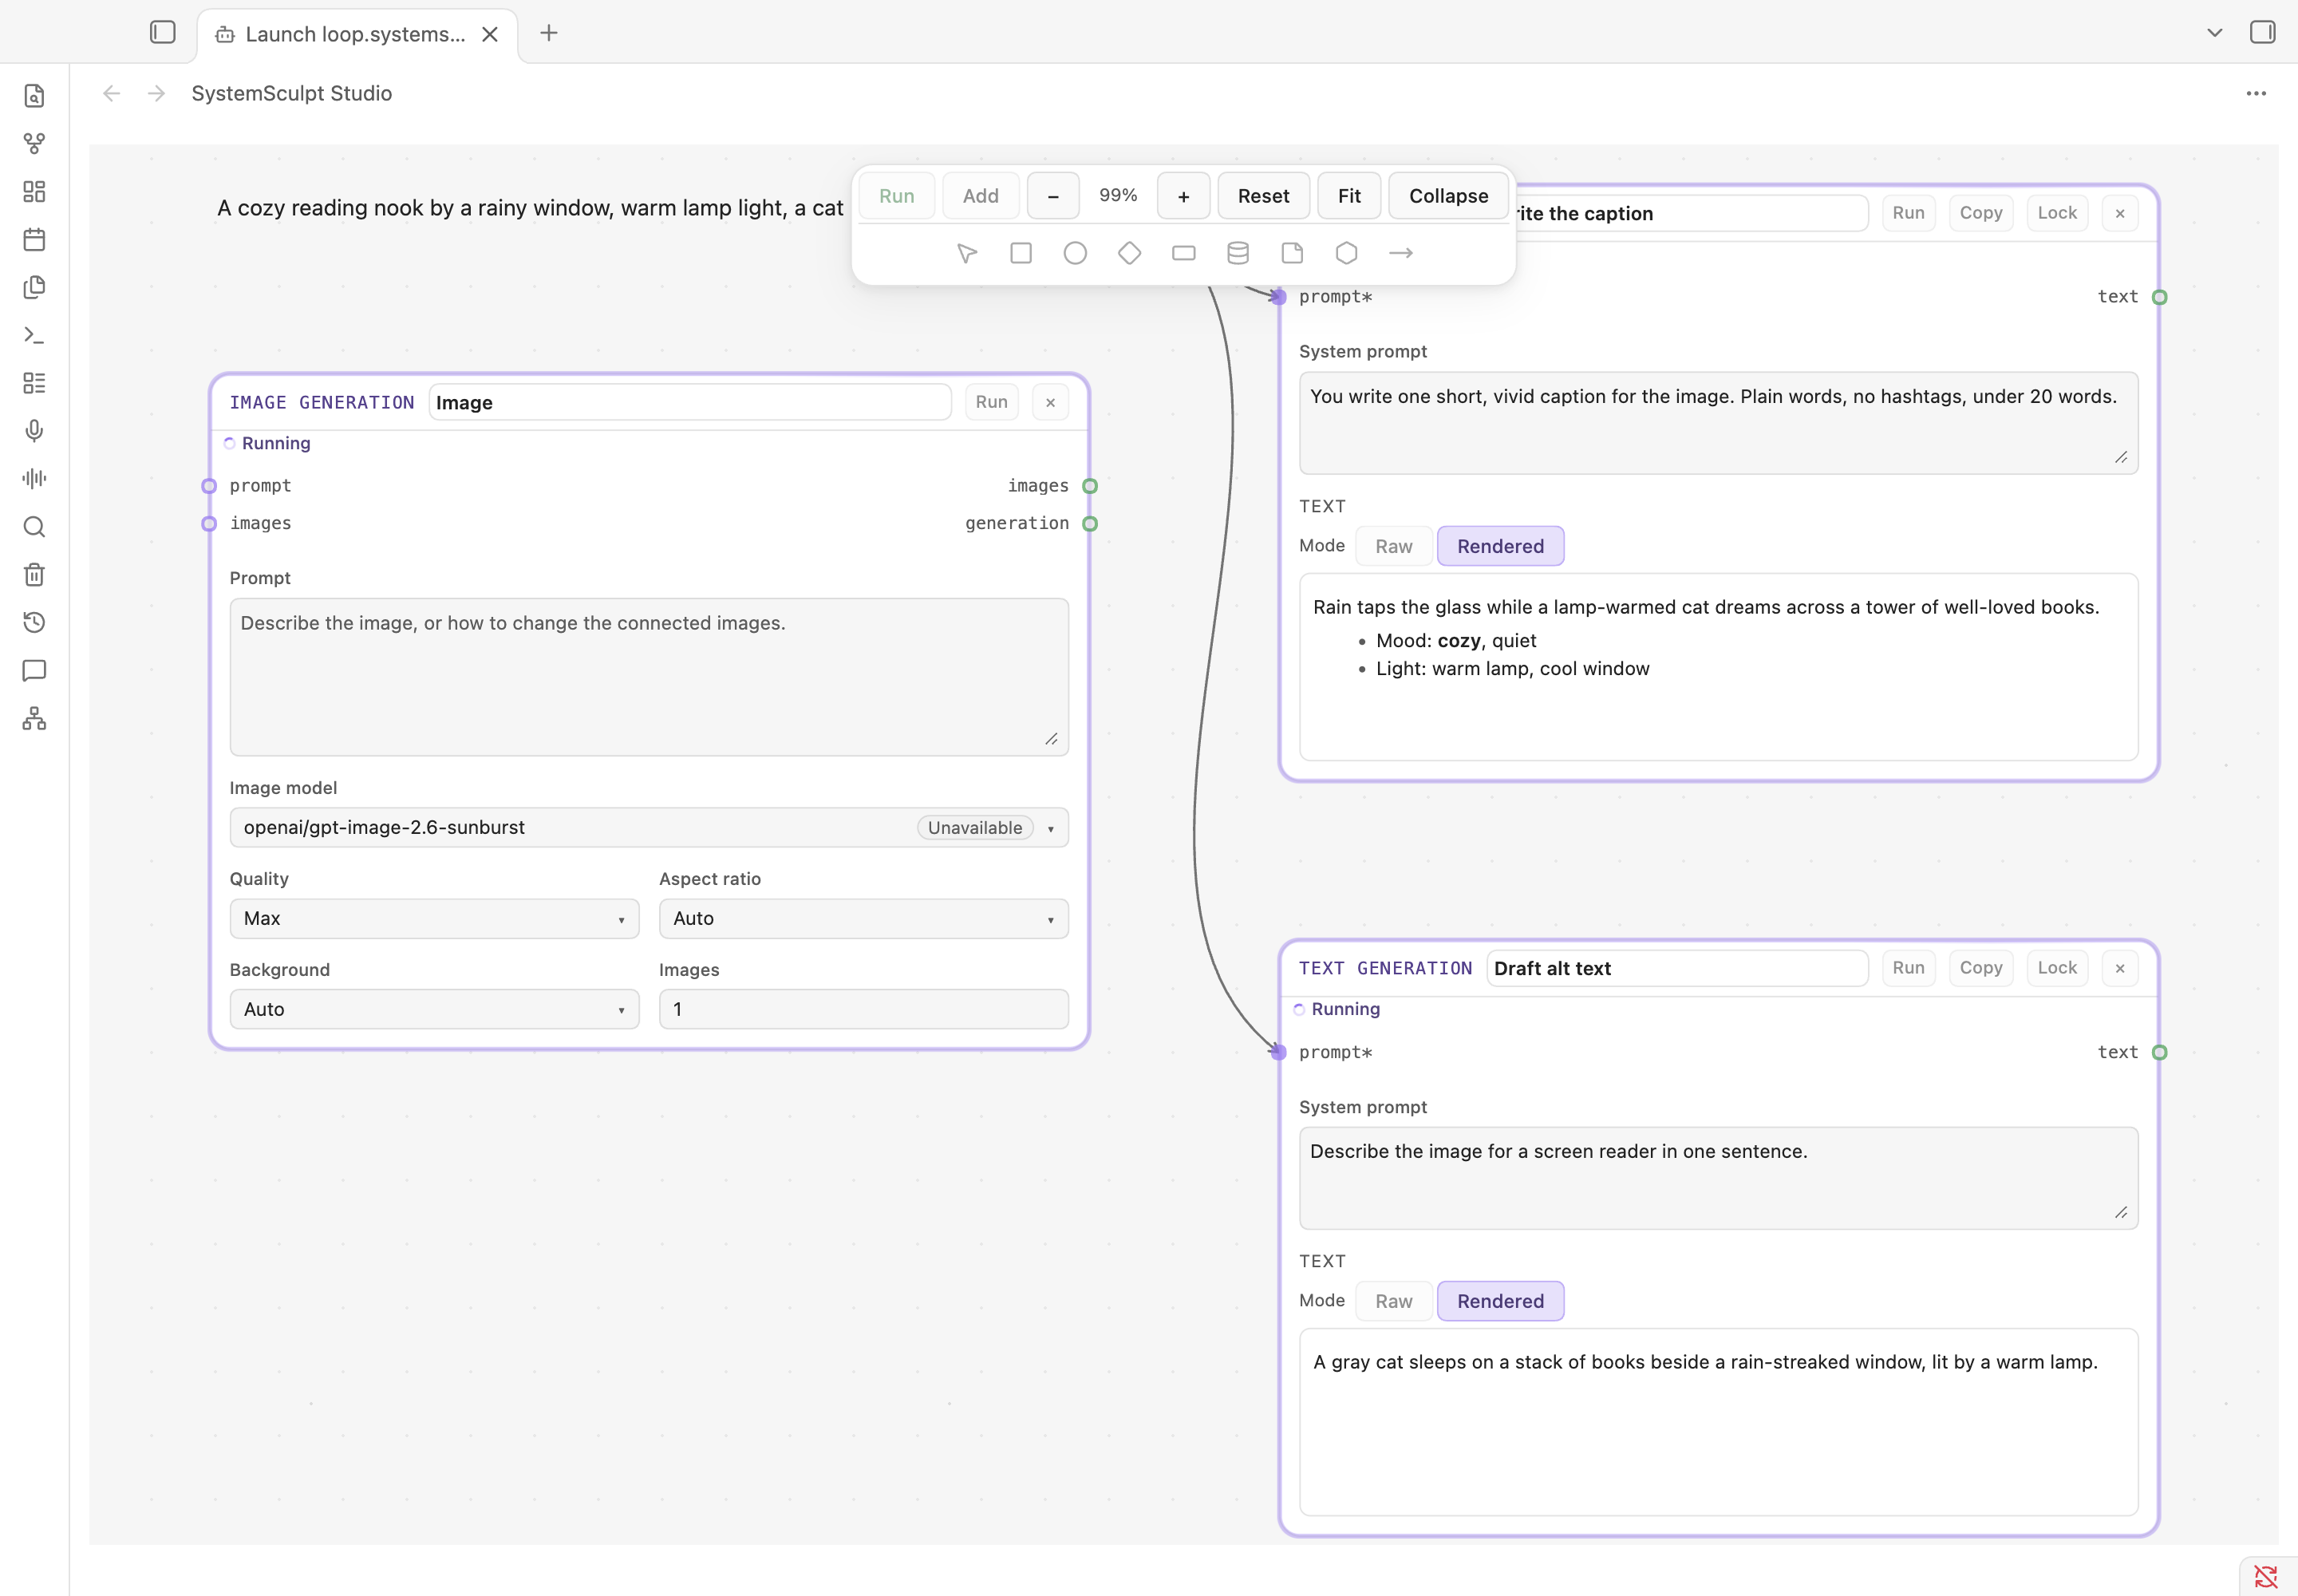 Launch loop.systems...
SystemSculpt Studio
A cozy reading nook by a rainy window, warm lamp light, a cat
Run Add − 99% + Reset Fit Collapse
rite the caption Run Copy Lock ×
prompt* text
System prompt
You write one short, vivid caption for the image. Plain words, no hashtags, under 20 words.
TEXT
Mode Raw Rendered
Rain taps the glass while a lamp-warmed cat dreams across a tower of well-loved books.
• Mood: cozy, quiet
• Light: warm lamp, cool window
IMAGE GENERATION Image Run ×
Running
prompt images
images generation
Prompt
Describe the image, or how to change the connected images.
Image model
openai/gpt-image-2.6-sunburst Unavailable
Quality Aspect ratio
Max Auto
Background Images
Auto 1
TEXT GENERATION Draft alt text Run Copy Lock ×
Running
prompt* text
System prompt
Describe the image for a screen reader in one sentence.
TEXT
Mode Raw Rendered
A gray cat sleeps on a stack of books beside a rain-streaked window, lit by a warm lamp.